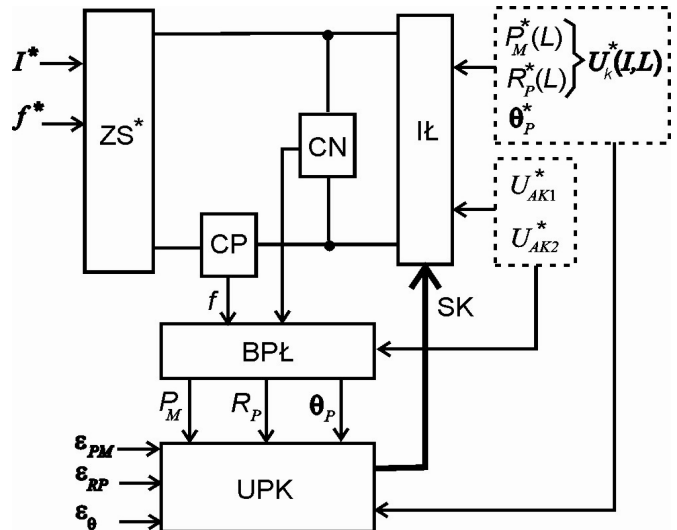 I*
f*
ZS*
CN
CP
IŁ
P*M(L)
R*P(L)
U*k(I,L)
θ*P
U*AK1
U*AK2
f
SK
BPŁ
PM
RP
θP
εPM
εRP
εθ
UPK